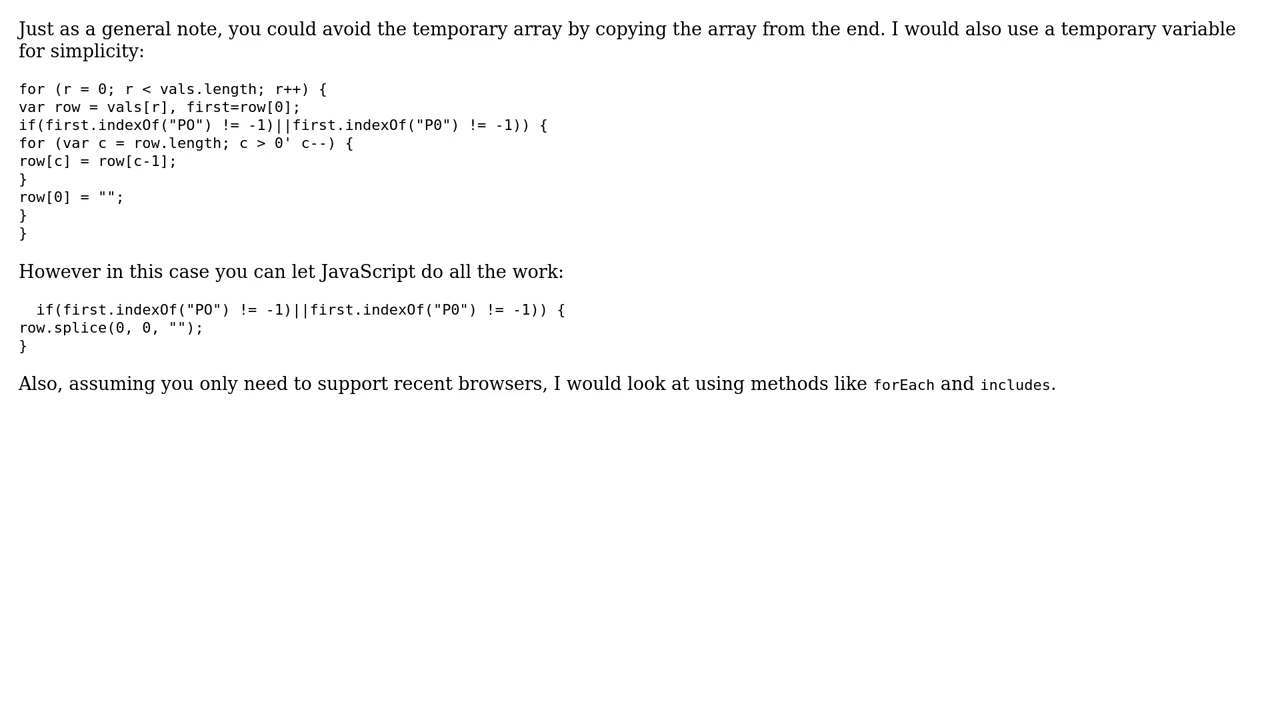 Just as a general note, you could avoid the temporary array by copying the array from the end. I would also use a temporary variable
for simplicity:
for (r = 0; r < vals.length; r++) {
var row = vals[r], first=row[0];
if(first.indexOf("PO") != -1)||first.indexOf("P0") != -1)) {
for (var c = row.length; c > 0' c--) {
row[c] = row[c-1];
}
row[0] = "";
}
}
However in this case you can let JavaScript do all the work:
  if(first.indexOf("PO") != -1)||first.indexOf("P0") != -1)) {
row.splice(0, 0, "");
}
Also, assuming you only need to support recent browsers, I would look at using methods like forEach and includes.